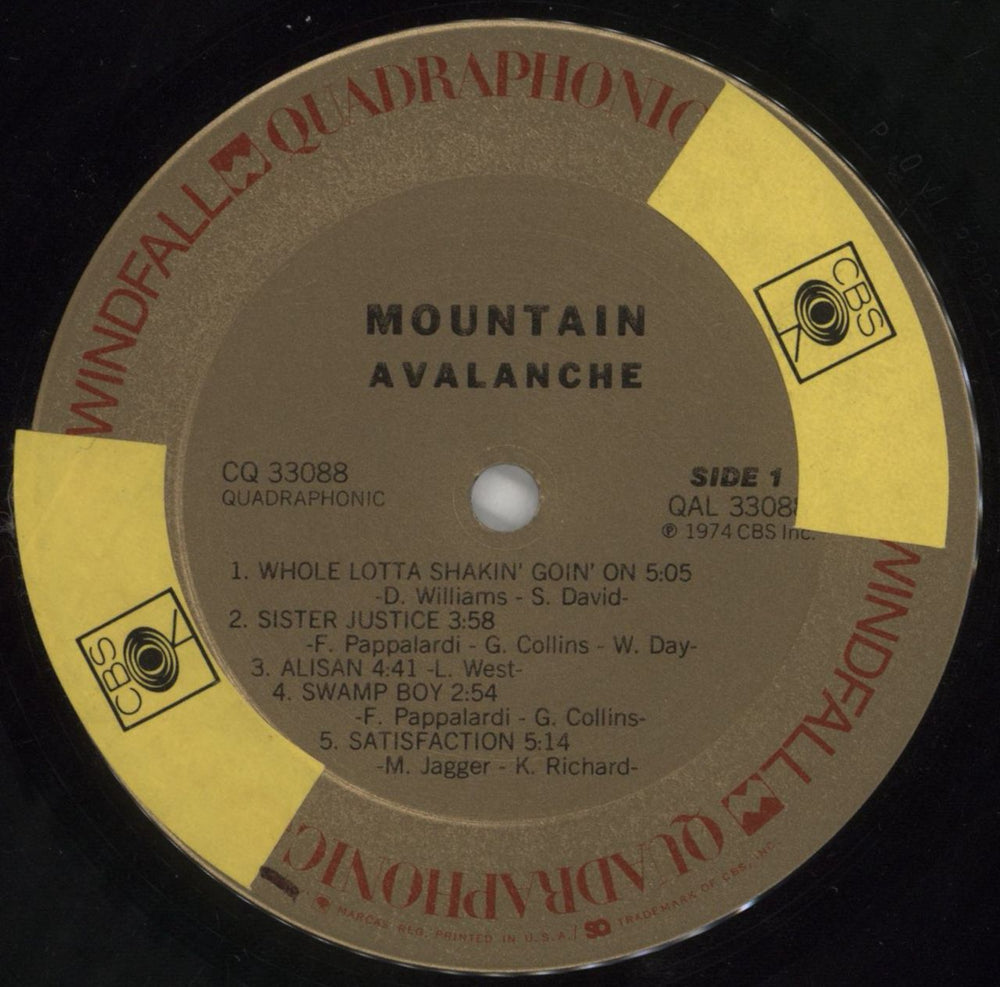 WINDFALL QUADRAPHONIC
CBS
MOUNTAIN
AVALANCHE
CQ 33088
QUADRAPHONIC
SIDE 1
QAL 33088
℗ 1974 CBS Inc.
1. WHOLE LOTTA SHAKIN' GOIN' ON 5:05
-D. Williams - S. David-
2. SISTER JUSTICE 3:58
-F. Pappalardi - G. Collins - W. Day-
3. ALISAN 4:41 -L. West-
4. SWAMP BOY 2:54
-F. Pappalardi - G. Collins-
5. SATISFACTION 5:14
-M. Jagger - K. Richard-
CBS
WINDFALL QUADRAPHONIC
MARCAS REG. PRINTED IN U.S.A./ SQ TRADEMARK OF CBS, INC.